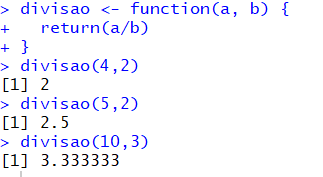 > divisao <- function(a, b) {
+   return(a/b)
+ }
> divisao(4,2)
[1] 2
> divisao(5,2)
[1] 2.5
> divisao(10,3)
[1] 3.333333